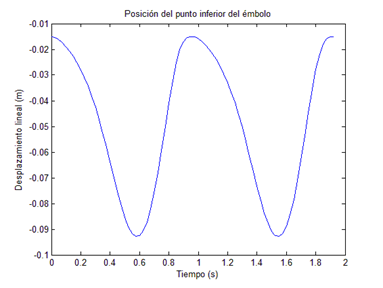 Posición del punto inferior del émbolo
-0.01
-0.02
-0.03
-0.04
-0.05
-0.06
-0.07
-0.08
-0.09
-0.1
Desplazamiento lineal (m)
0 0.2 0.4 0.6 0.8 1 1.2 1.4 1.6 1.8 2
Tiempo (s)